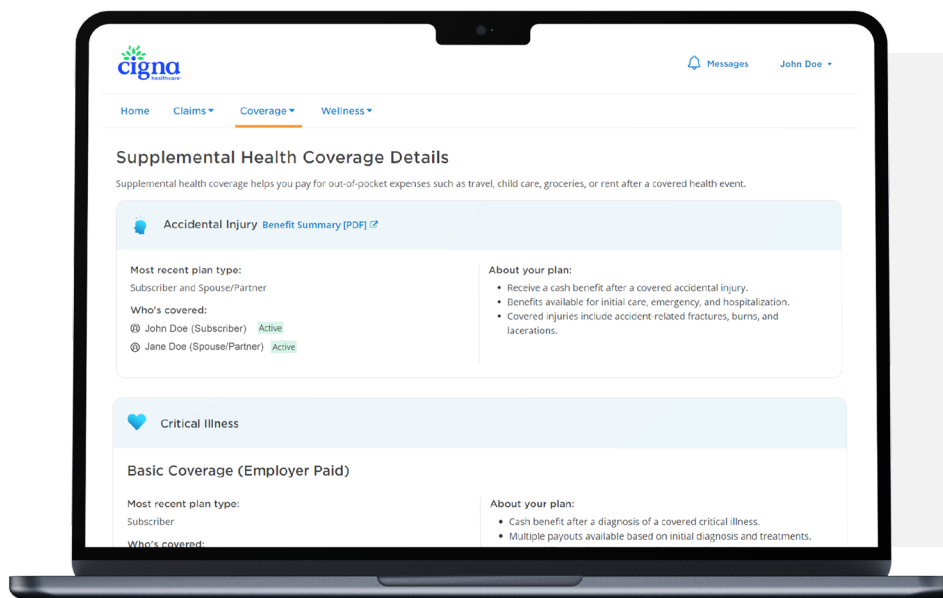 cigna
healthcare
Messages
John Doe
Home Claims Coverage Wellness
Supplemental Health Coverage Details
Supplemental health coverage helps you pay for out-of-pocket expenses such as travel, child care, groceries, or rent after a covered health event.
Accidental Injury Benefit Summary [PDF]
Most recent plan type:
Subscriber and Spouse/Partner
Who's covered:
John Doe (Subscriber) Active
Jane Doe (Spouse/Partner) Active
About your plan:
• Receive a cash benefit after a covered accidental injury.
• Benefits available for initial care, emergency, and hospitalization.
• Covered injuries include accident-related fractures, burns, and
lacerations.
Critical Illness
Basic Coverage (Employer Paid)
Most recent plan type:
Subscriber
Who's covered:
About your plan:
• Cash benefit after a diagnosis of a covered critical illness.
• Multiple payouts available based on initial diagnosis and treatments.